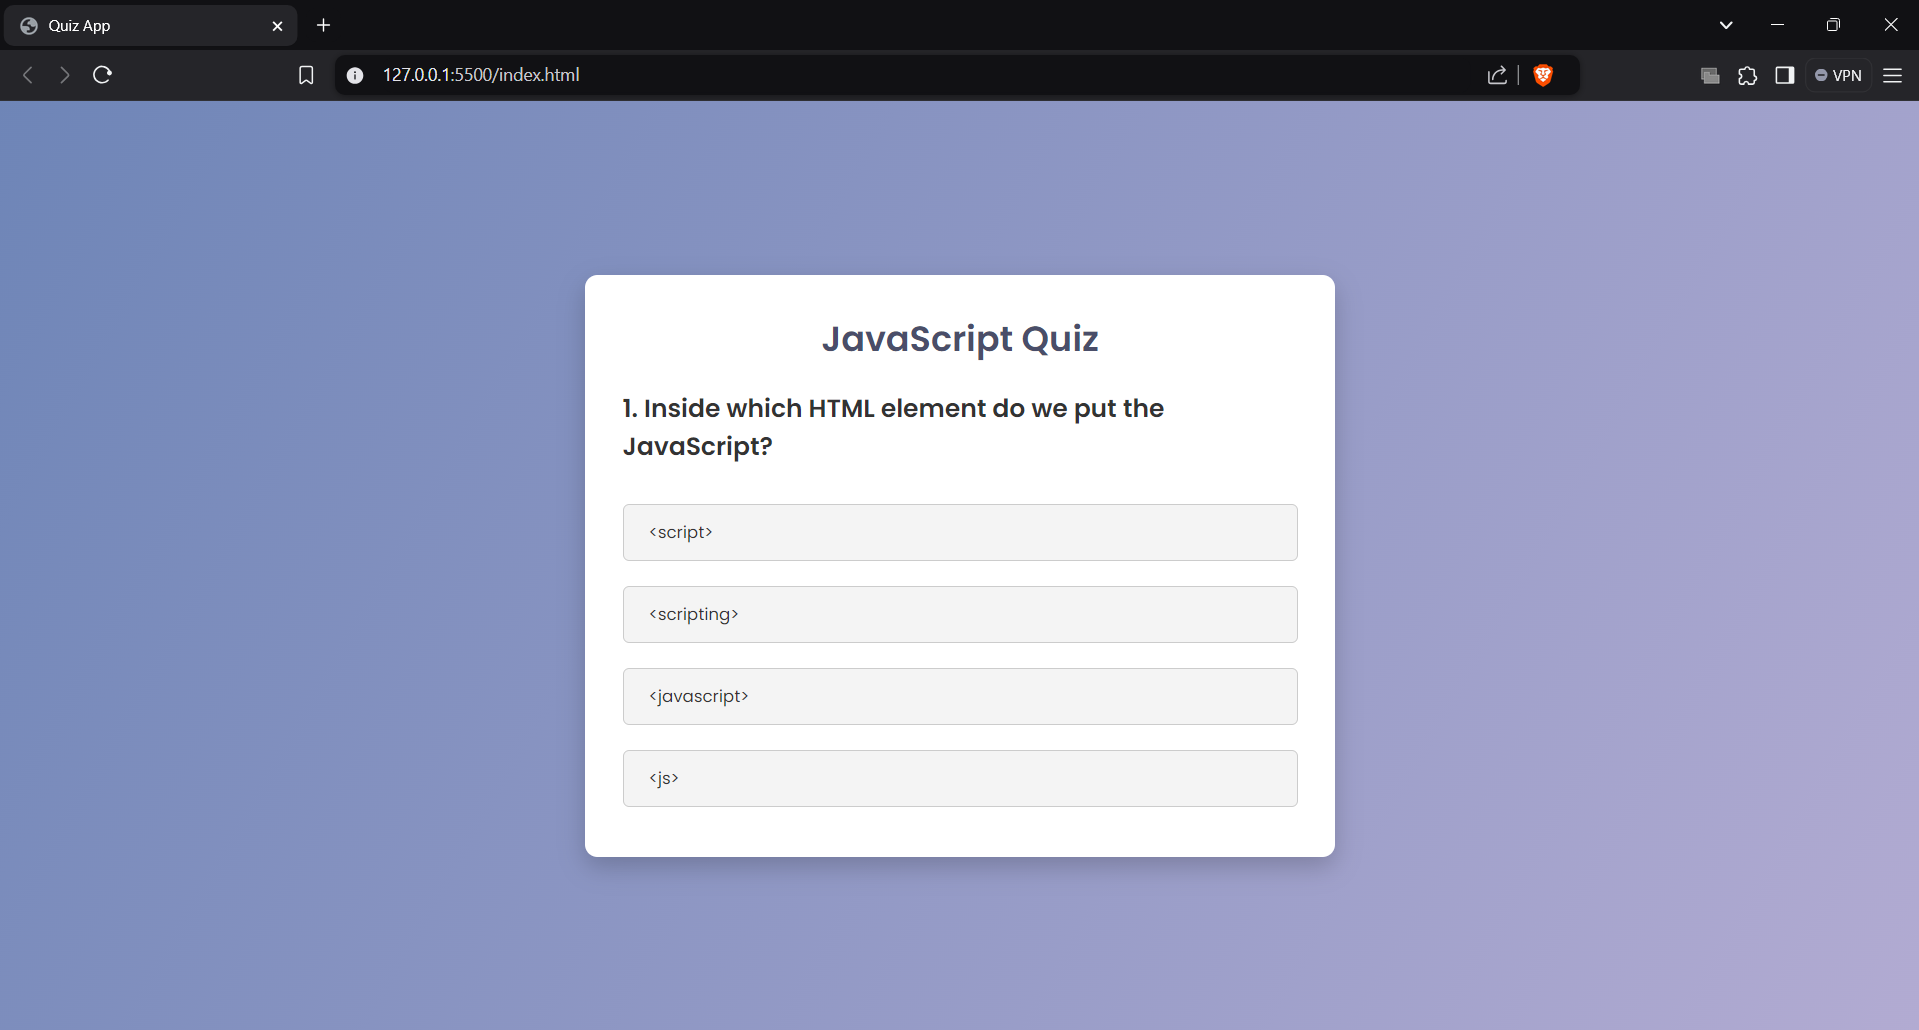 Quiz App
127.0.0.1:5500/index.html
VPN
JavaScript Quiz
1. Inside which HTML element do we put the
JavaScript?
<script>
<scripting>
<javascript>
<js>